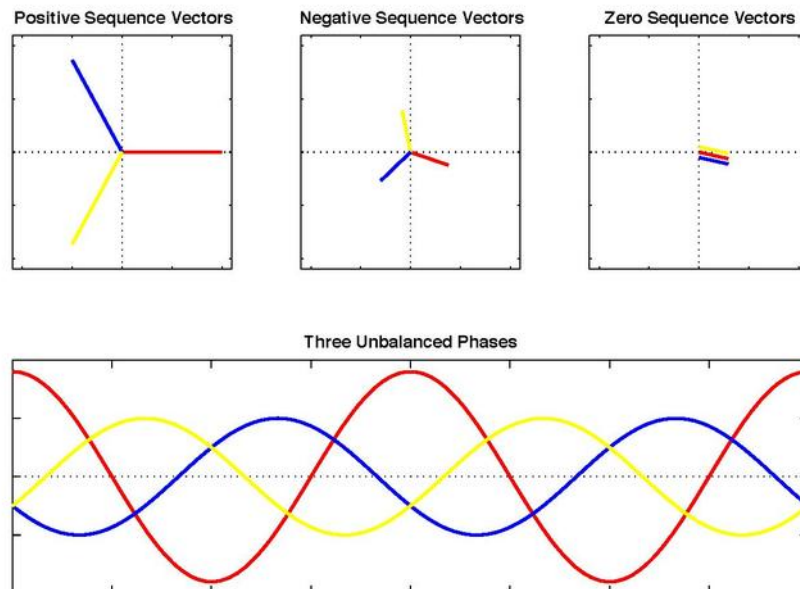 Positive Sequence Vectors
Negative Sequence Vectors
Zero Sequence Vectors
Three Unbalanced Phases